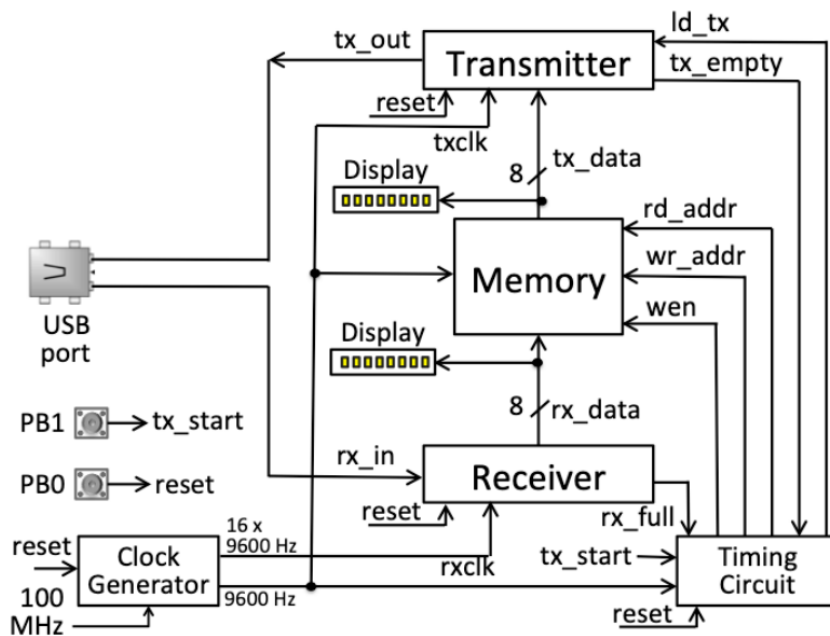 ld_tx
tx_out
Transmitter
tx_empty
reset
txclk
Display
8
tx_data
rd_addr
Memory
wr_addr
wen
USB
port
Display
8
rx_data
PB1
tx_start
rx_in
Receiver
PB0
reset
reset
rx_full
16 x
9600 Hz
rxclk
reset
Clock
Generator
tx_start
Timing
Circuit
100
MHz
9600 Hz
reset